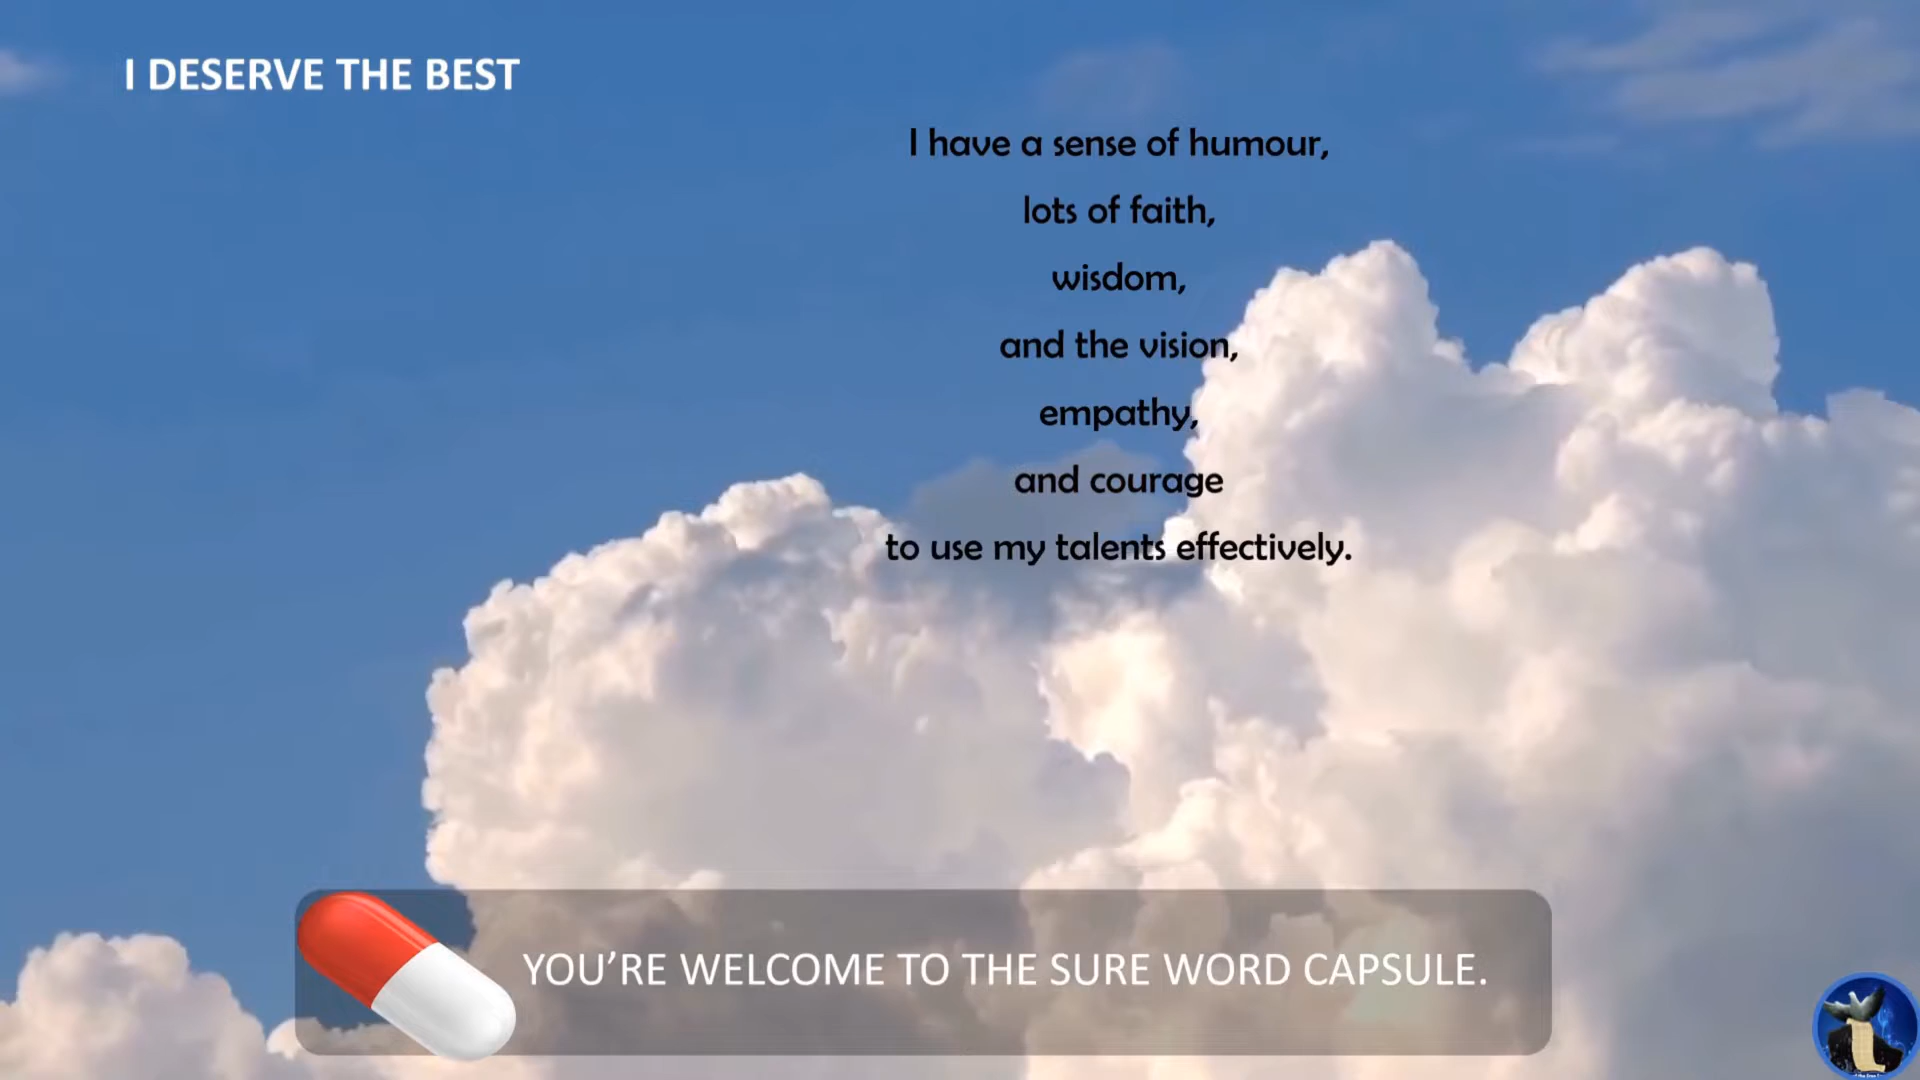 I DESERVE THE BEST
I have a sense of humour,
lots of faith,
wisdom,
and the vision,
empathy,
and courage
to use my talents effectively.
YOU’RE WELCOME TO THE SURE WORD CAPSULE.